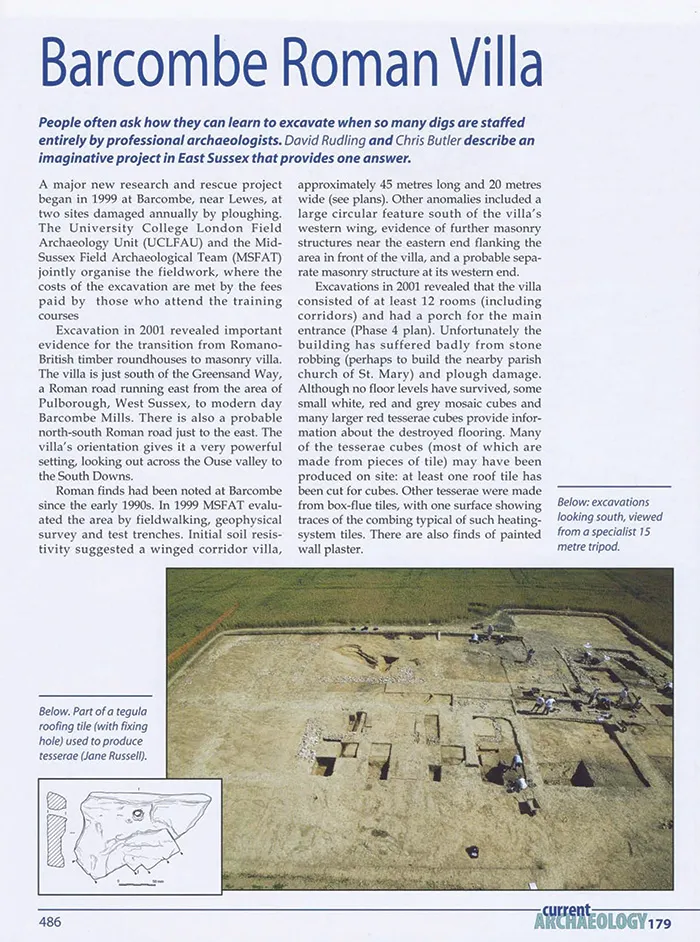 Barcombe Roman Villa
People often ask how they can learn to excavate when so many digs are staffed
entirely by professional archaeologists. David Rudling and Chris Butler describe an
imaginative project in East Sussex that provides one answer.
A major new research and rescue project
began in 1999 at Barcombe, near Lewes, at
two sites damaged annually by ploughing.
The University College London Field
Archaeology Unit (UCLFAU) and the Mid-
Sussex Field Archaeological Team (MSFAT)
jointly organise the fieldwork, where the
costs of the excavation are met by the fees
paid by those who attend the training
courses
Excavation in 2001 revealed important
evidence for the transition from Romano-
British timber roundhouses to masonry villa.
The villa is just south of the Greensand Way,
a Roman road running east from the area of
Pulborough, West Sussex, to modern day
Barcombe Mills. There is also a probable
north-south Roman road just to the east. The
villa's orientation gives it a very powerful
setting, looking out across the Ouse valley to
the South Downs.
Roman finds had been noted at Barcombe
since the early 1990s. In 1999 MSFAT evalu-
ated the area by fieldwalking, geophysical
survey and test trenches. Initial soil resis-
tivity suggested a winged corridor villa,
approximately 45 metres long and 20 metres
wide (see plans). Other anomalies included a
large circular feature south of the villa's
western wing, evidence of further masonry
structures near the eastern end flanking the
area in front of the villa, and a probable sepa-
rate masonry structure at its western end.
Excavations in 2001 revealed that the villa
consisted of at least 12 rooms (including
corridors) and had a porch for the main
entrance (Phase 4 plan). Unfortunately the
building has suffered badly from stone
robbing (perhaps to build the nearby parish
church of St. Mary) and plough damage.
Although no floor levels have survived, some
small white, red and grey mosaic cubes and
many larger red tesserae cubes provide infor-
mation about the destroyed flooring. Many
of the tesserae cubes (most of which are
made from pieces of tile) may have been
produced on site: at least one roof tile has
been cut for cubes. Other tesserae were made
from box-flue tiles, with one surface showing
traces of the combing typical of such heating-
system tiles. There are also finds of painted
wall plaster.
Below: excavations
looking south, viewed
from a specialist 15
metre tripod.
Below. Part of a tegula
roofing tile (with fixing
hole) used to produce
tesserae (Jane Russell).
486
current
ARCHAEOLOGY 179